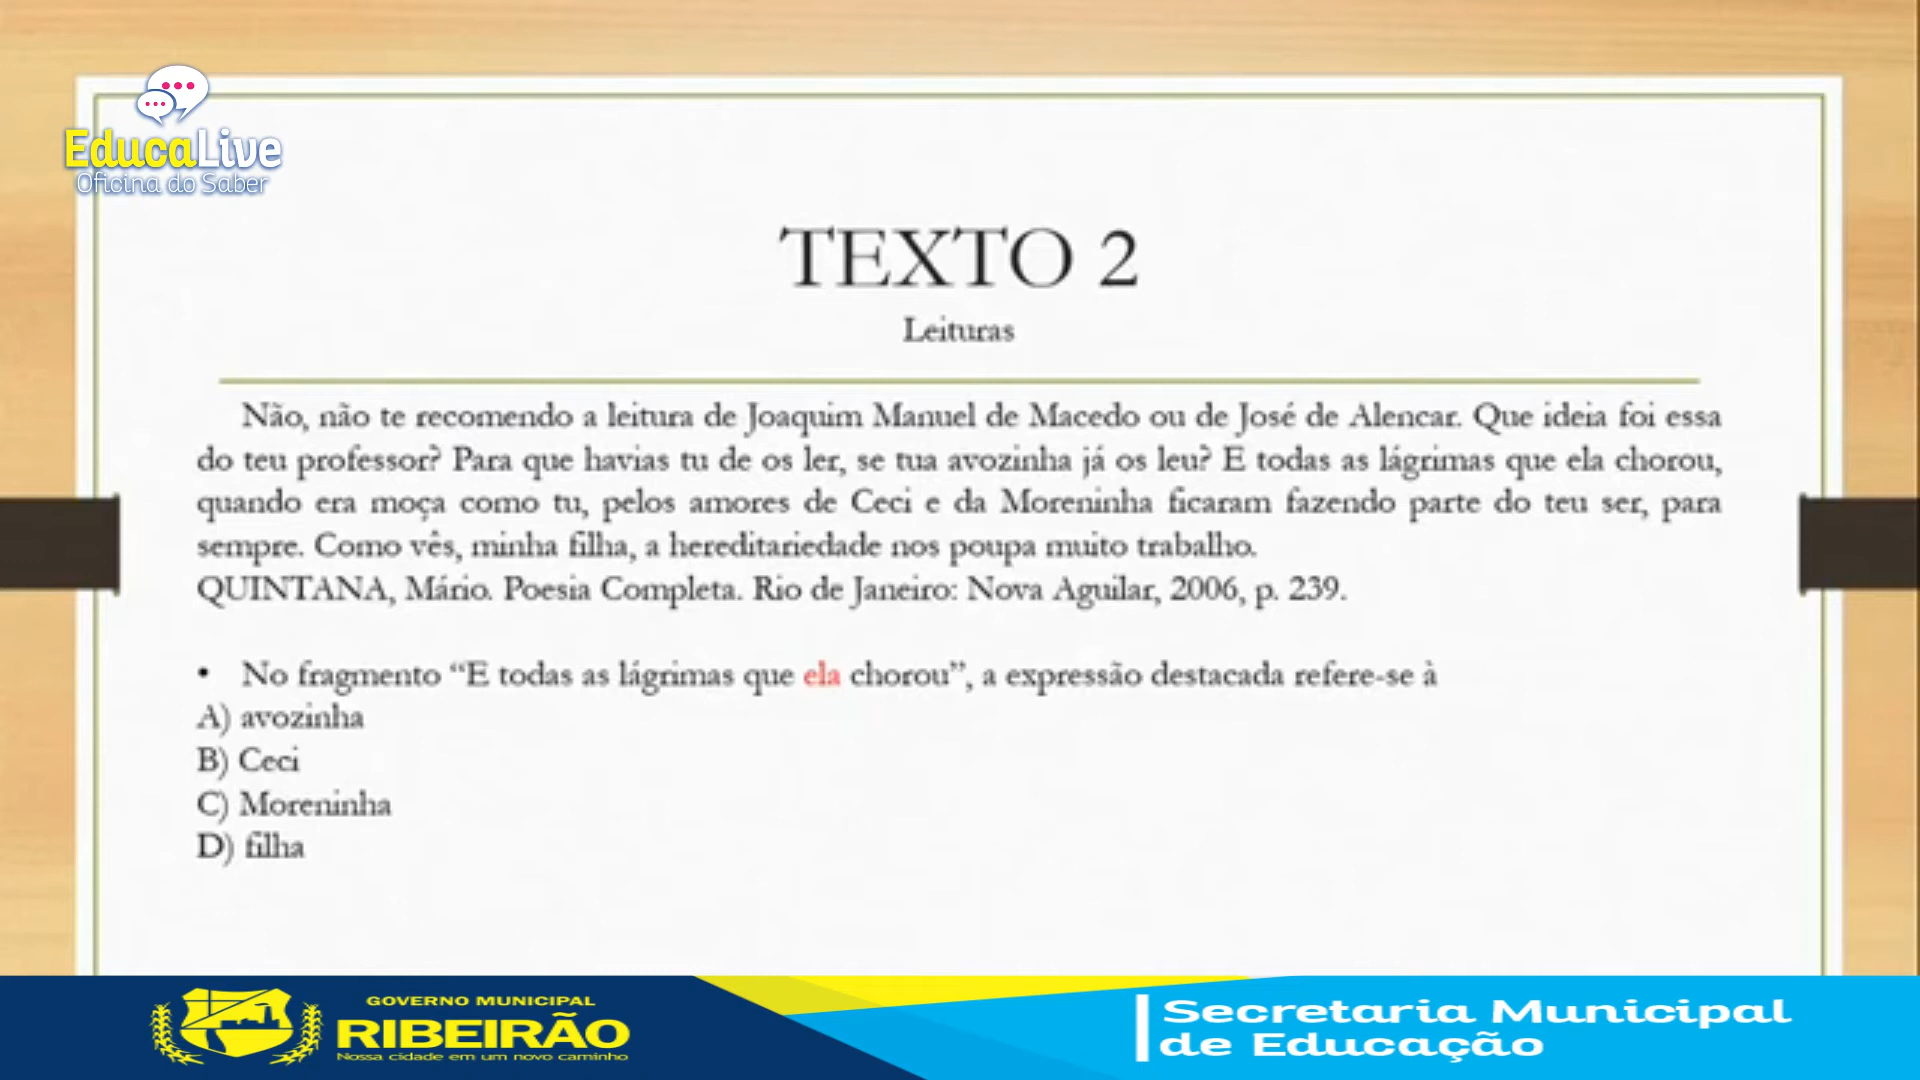 EducaLive
Oficina do Saber
TEXTO 2
Leituras
Não, não te recomendo a leitura de Joaquim Manuel de Macedo ou de José de Alencar. Que ideia foi essa
do teu professor? Para que havias tu de os ler, se tua avozinha já os leu? E todas as lágrimas que ela chorou,
quando era moça como tu, pelos amores de Ceci e da Moreninha ficaram fazendo parte do teu ser, para
sempre. Como vês, minha filha, a hereditariedade nos poupa muito trabalho.
QUINTANA, Mário. Poesia Completa. Rio de Janeiro: Nova Aguilar, 2006, p. 239.
• No fragmento “E todas as lágrimas que ela chorou”, a expressão destacada refere-se à
A) avozinha
B) Ceci
C) Moreninha
D) filha
GOVERNO MUNICIPAL
RIBEIRÃO
Nossa cidade em um novo caminho
Secretaria Municipal
de Educação